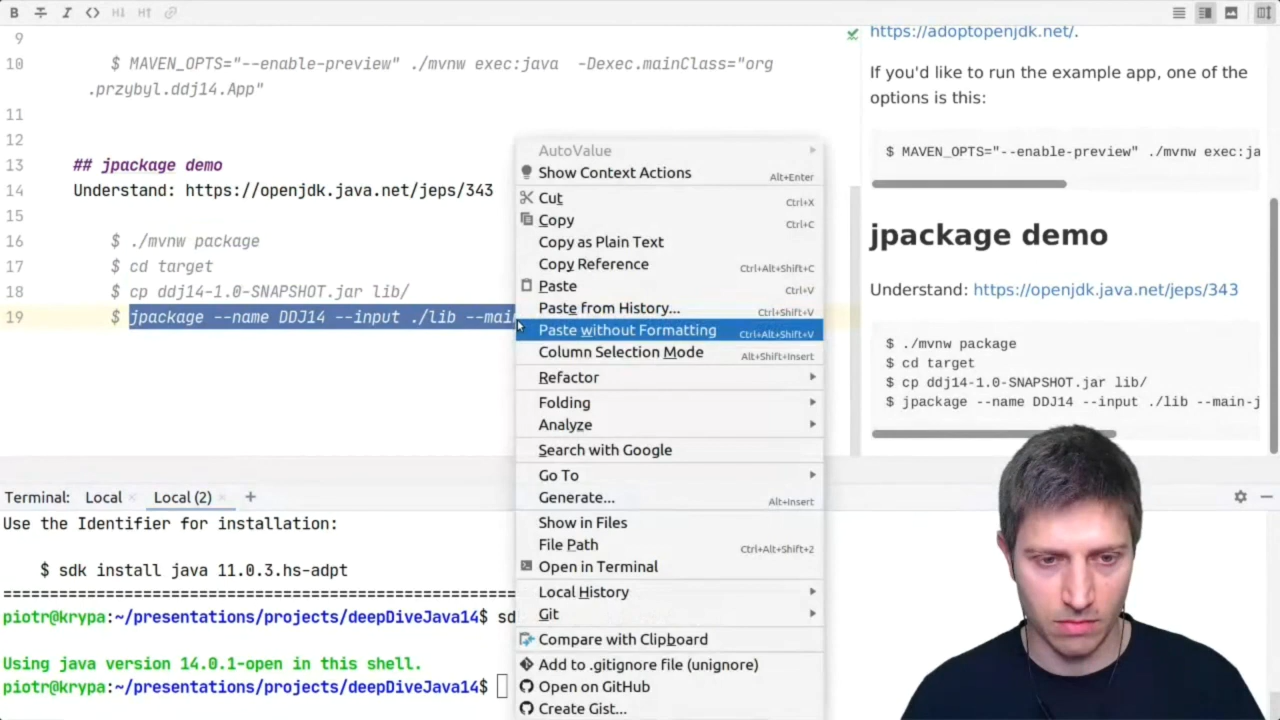 9
https://adoptopenjdk.net/.
10 $ MAVEN_OPTS="--enable-preview" ./mvnw exec:java -Dexec.mainClass="org
.przybyl.ddj14.App"
11
12
13 ## jpackage demo
14 Understand: https://openjdk.java.net/jeps/343
15
16 $ ./mvnw package
17 $ cd target
18 $ cp ddj14-1.0-SNAPSHOT.jar lib/
19 $ jpackage --name DDJ14 --input ./lib --main
AutoValue
Show Context Actions Alt+Enter
Cut Ctrl+X
Copy Ctrl+C
Copy as Plain Text
Copy Reference Ctrl+Alt+Shift+C
Paste Ctrl+V
Paste from History... Ctrl+Shift+V
Paste without Formatting Ctrl+Alt+Shift+V
Column Selection Mode Alt+Shift+Insert
Refactor
Folding
Analyze
Search with Google
Go To
Generate... Alt+Insert
Show in Files
File Path Ctrl+Alt+Shift+2
Open in Terminal
Local History
Git
Compare with Clipboard
Add to .gitignore file (unignore)
Open on GitHub
Create Gist...
If you'd like to run the example app, one of the
options is this:
$ MAVEN_OPTS="--enable-preview" ./mvnw exec:ja
jpackage demo
Understand: https://openjdk.java.net/jeps/343
$ ./mvnw package
$ cd target
$ cp ddj14-1.0-SNAPSHOT.jar lib/
$ jpackage --name DDJ14 --input ./lib --main-j
Terminal: Local Local (2)
Use the Identifier for installation:
$ sdk install java 11.0.3.hs-adpt
================================================
piotr@krypa:~/presentations/projects/deepDiveJava14$ sd
Using java version 14.0.1-open in this shell.
piotr@krypa:~/presentations/projects/deepDiveJava14$